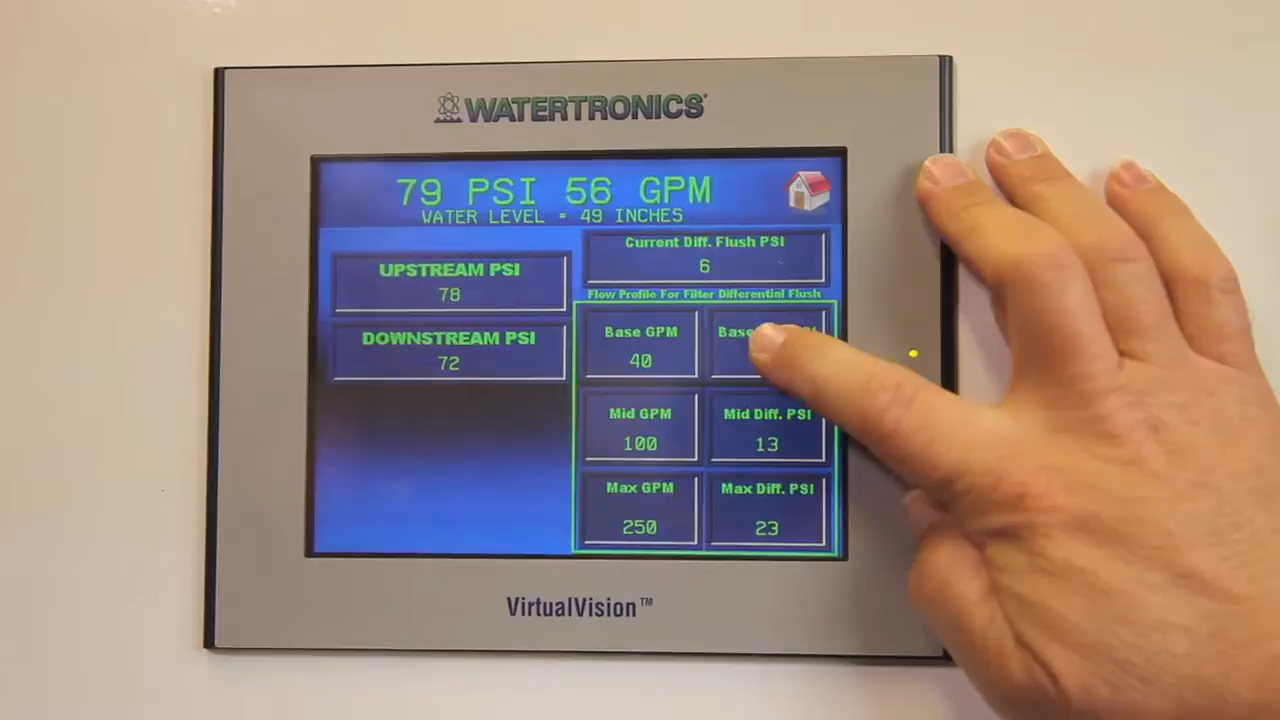 WATERTRONICS
79 PSI 56 GPM
WATER LEVEL = 49 INCHES
Current Diff. Flush PSI
6
UPSTREAM PSI
78
DOWNSTREAM PSI
72
Flow Profile For Filter Differential Flush
Base GPM
40
Base PSI
Mid GPM
100
Mid Diff. PSI
13
Max GPM
250
Max Diff. PSI
23
VirtualVision™